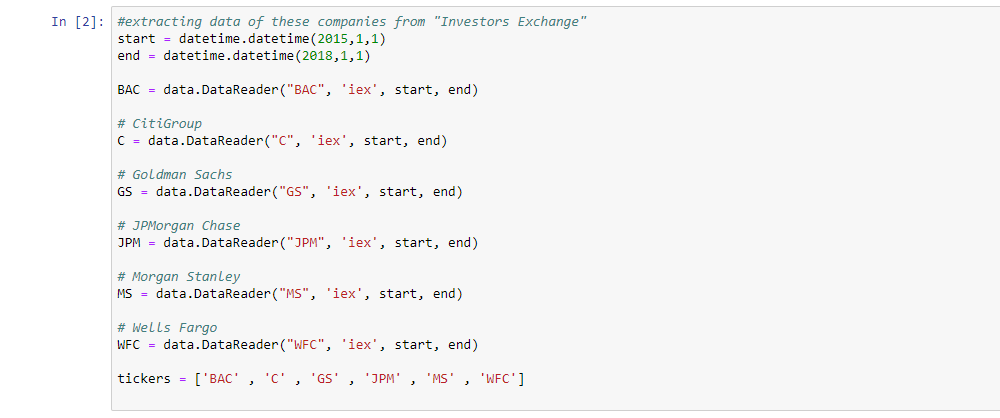 In [2]: #extracting data of these companies from "Investors Exchange"
start = datetime.datetime(2015,1,1)
end = datetime.datetime(2018,1,1)
BAC = data.DataReader("BAC", 'iex', start, end)
# CitiGroup
C = data.DataReader("C", 'iex', start, end)
# Goldman Sachs
GS = data.DataReader("GS", 'iex', start, end)
# JPMorgan Chase
JPM = data.DataReader("JPM", 'iex', start, end)
# Morgan Stanley
MS = data.DataReader("MS", 'iex', start, end)
# Wells Fargo
WFC = data.DataReader("WFC", 'iex', start, end)
tickers = ['BAC' , 'C' , 'GS' , 'JPM' , 'MS' , 'WFC']